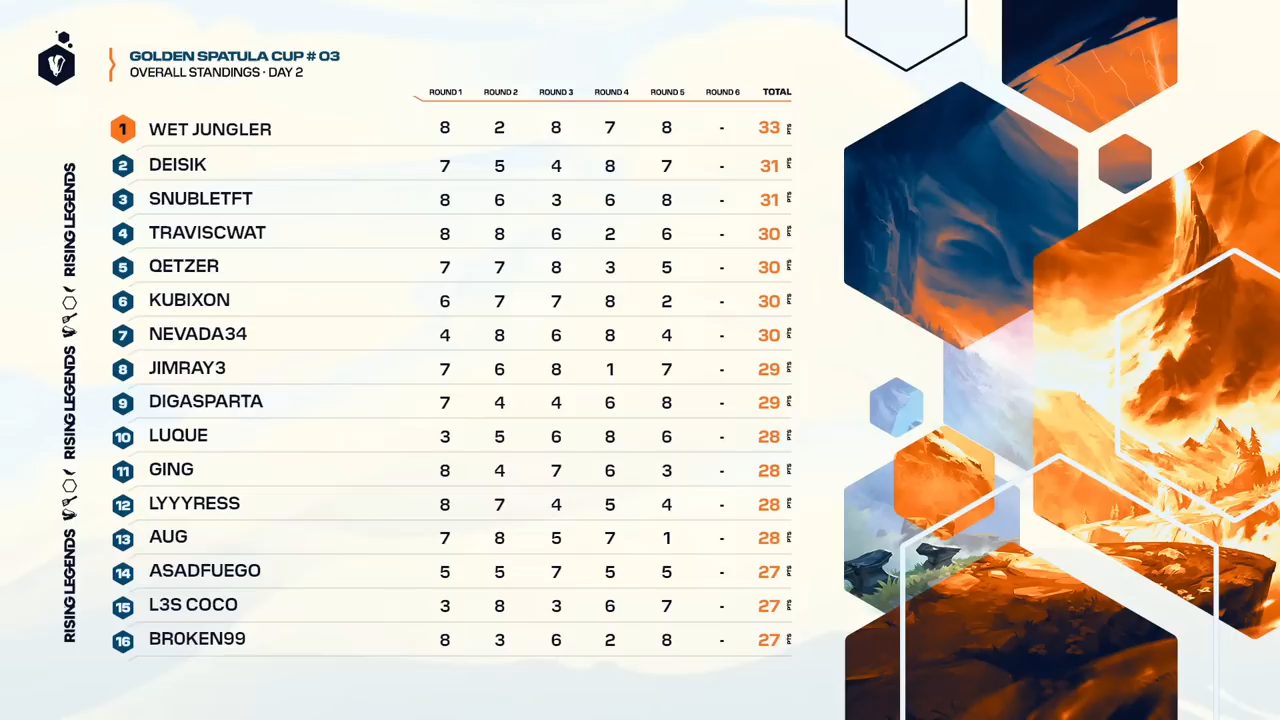 GOLDEN SPATULA CUP # 03
OVERALL STANDINGS · DAY 2
ROUND 1 ROUND 2 ROUND 3 ROUND 4 ROUND 5 ROUND 6 TOTAL
1 WET JUNGLER 8 2 8 7 8 - 33 PTS
2 DEISIK 7 5 4 8 7 - 31 PTS
3 SNUBLETFT 8 6 3 6 8 - 31 PTS
4 TRAVISCWAT 8 8 6 2 6 - 30 PTS
5 QETZER 7 7 8 3 5 - 30 PTS
6 KUBIXON 6 7 7 8 2 - 30 PTS
7 NEVADA34 4 8 6 8 4 - 30 PTS
8 JIMRAY3 7 6 8 1 7 - 29 PTS
9 DIGASPARTA 7 4 4 6 8 - 29 PTS
10 LUQUE 3 5 6 8 6 - 28 PTS
11 GING 8 4 7 6 3 - 28 PTS
12 LYYYRESS 8 7 4 5 4 - 28 PTS
13 AUG 7 8 5 7 1 - 28 PTS
14 ASADFUEGO 5 5 7 5 5 - 27 PTS
15 L3S COCO 3 8 3 6 7 - 27 PTS
16 BR0KEN99 8 3 6 2 8 - 27 PTS
RISING LEGENDS RISING LEGENDS RISING LEGENDS